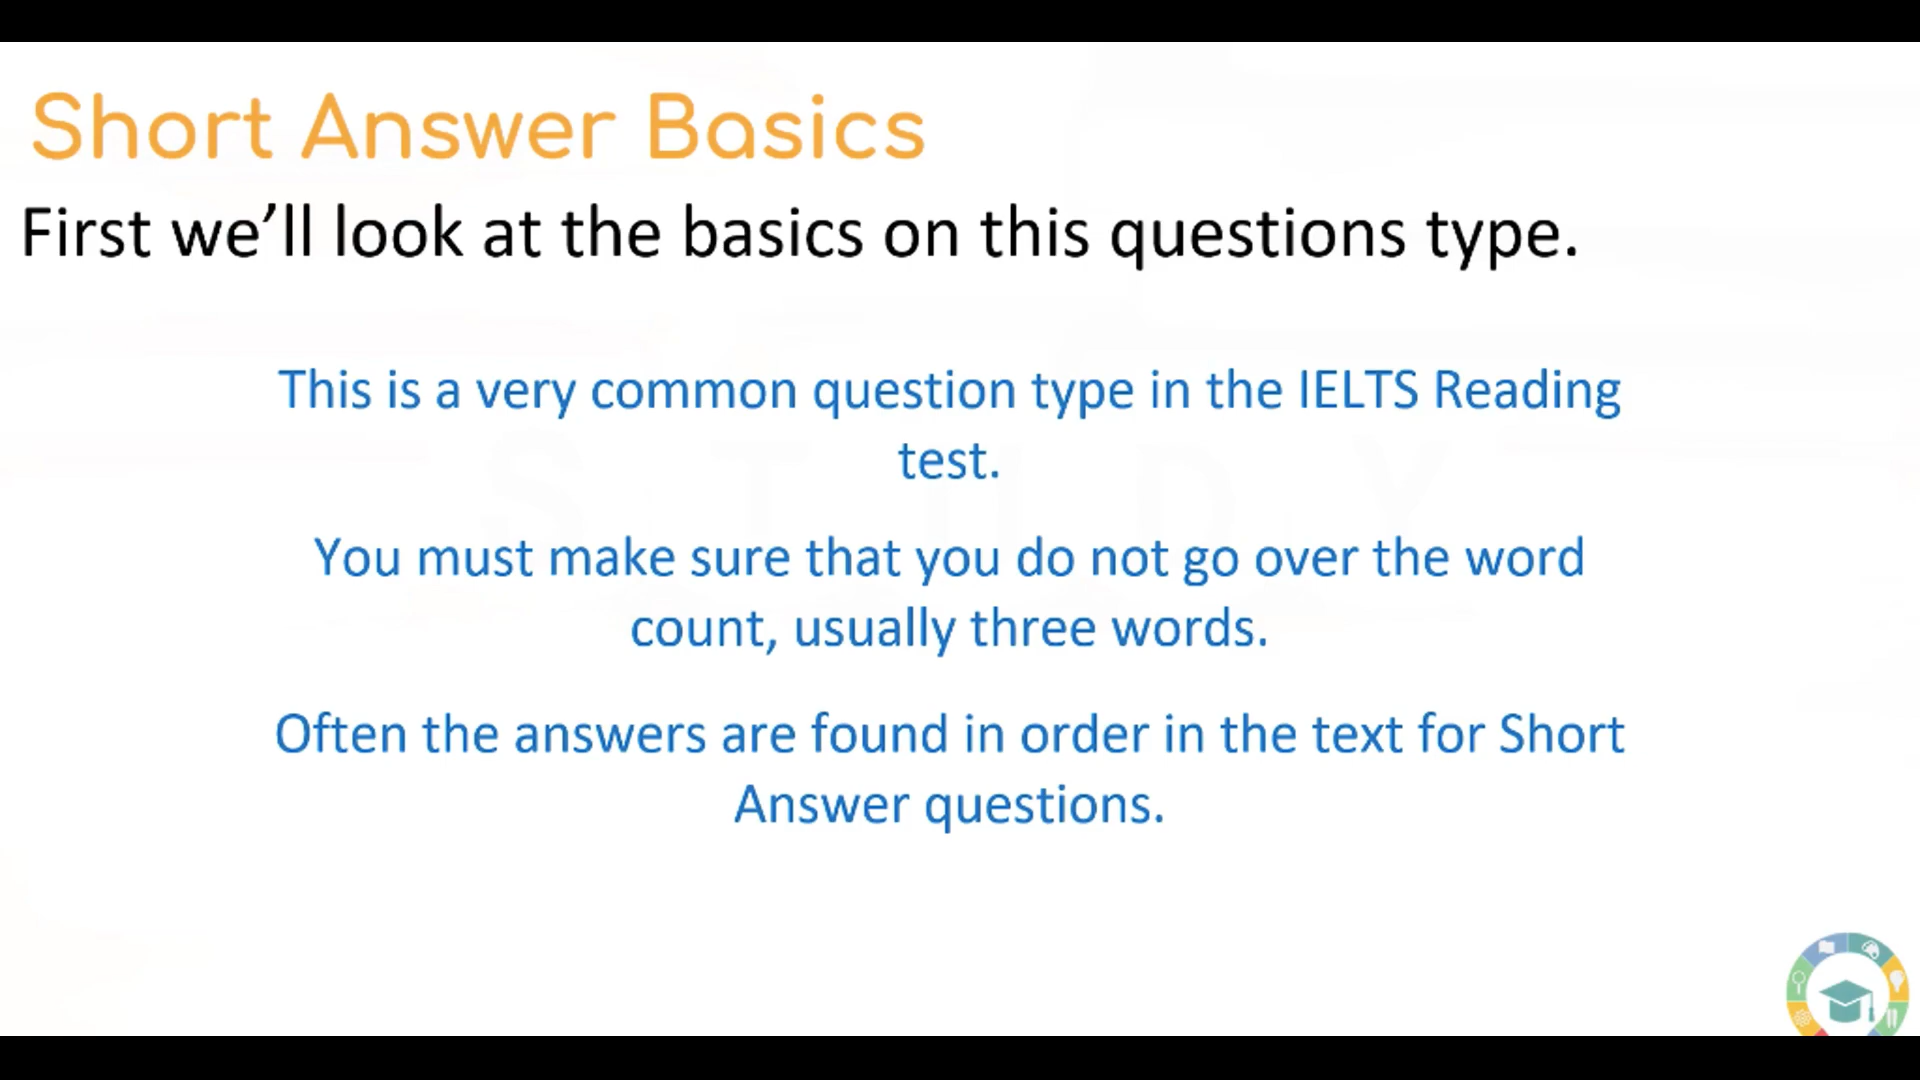 Short Answer Basics
First we’ll look at the basics on this questions type.
This is a very common question type in the IELTS Reading
test.
You must make sure that you do not go over the word
count, usually three words.
Often the answers are found in order in the text for Short
Answer questions.
STUDY